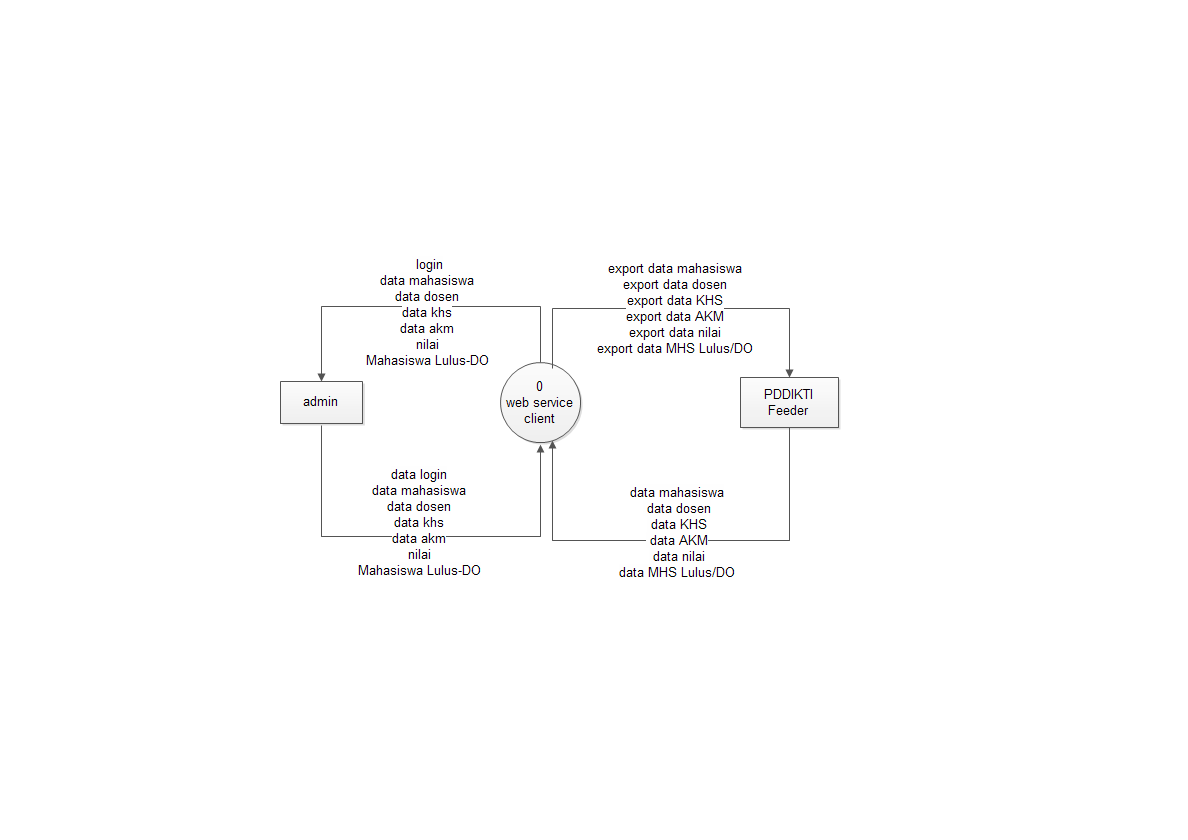 login
data mahasiswa
data dosen
data khs
data akm
nilai
Mahasiswa Lulus-DO
export data mahasiswa
export data dosen
export data KHS
export data AKM
export data nilai
export data MHS Lulus/DO
admin
0
web service
client
PDDIKTI
Feeder
data login
data mahasiswa
data dosen
data khs
data akm
nilai
Mahasiswa Lulus-DO
data mahasiswa
data dosen
data KHS
data AKM
data nilai
data MHS Lulus/DO